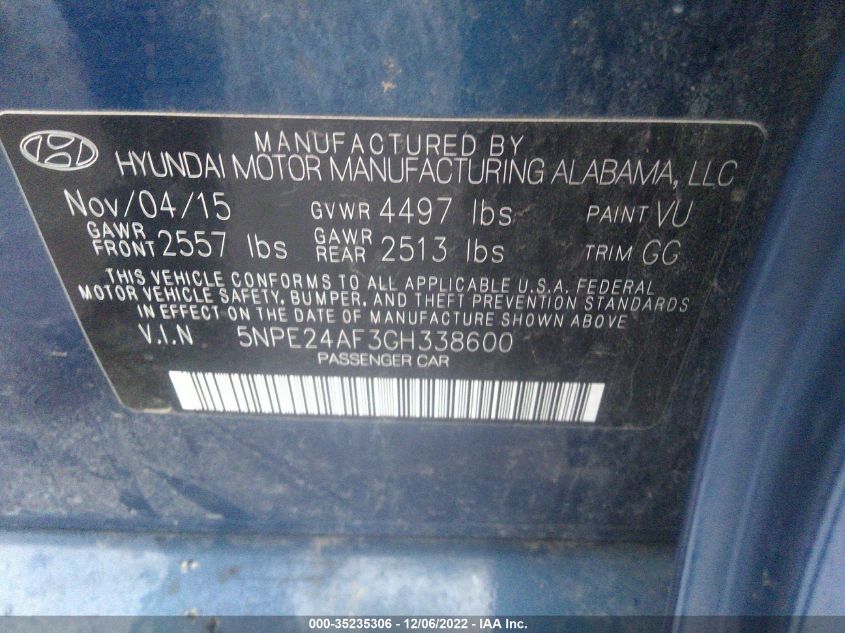 MANUFACTURED BY
HYUNDAI MOTOR MANUFACTURING ALABAMA, LLC
Nov/04/15 GVWR 4497 lbs PAINT VU
GAWR FRONT 2557 lbs GAWR REAR 2513 lbs TRIM GG
THIS VEHICLE CONFORMS TO ALL APPLICABLE U.S.A. FEDERAL
MOTOR VEHICLE SAFETY, BUMPER, AND THEFT PREVENTION STANDARDS
IN EFFECT ON THE DATE OF MANUFACTURE SHOWN ABOVE
V.I.N 5NPE24AF3GH338600
PASSENGER CAR
000-35235306 - 12/06/2022 - IAA Inc.